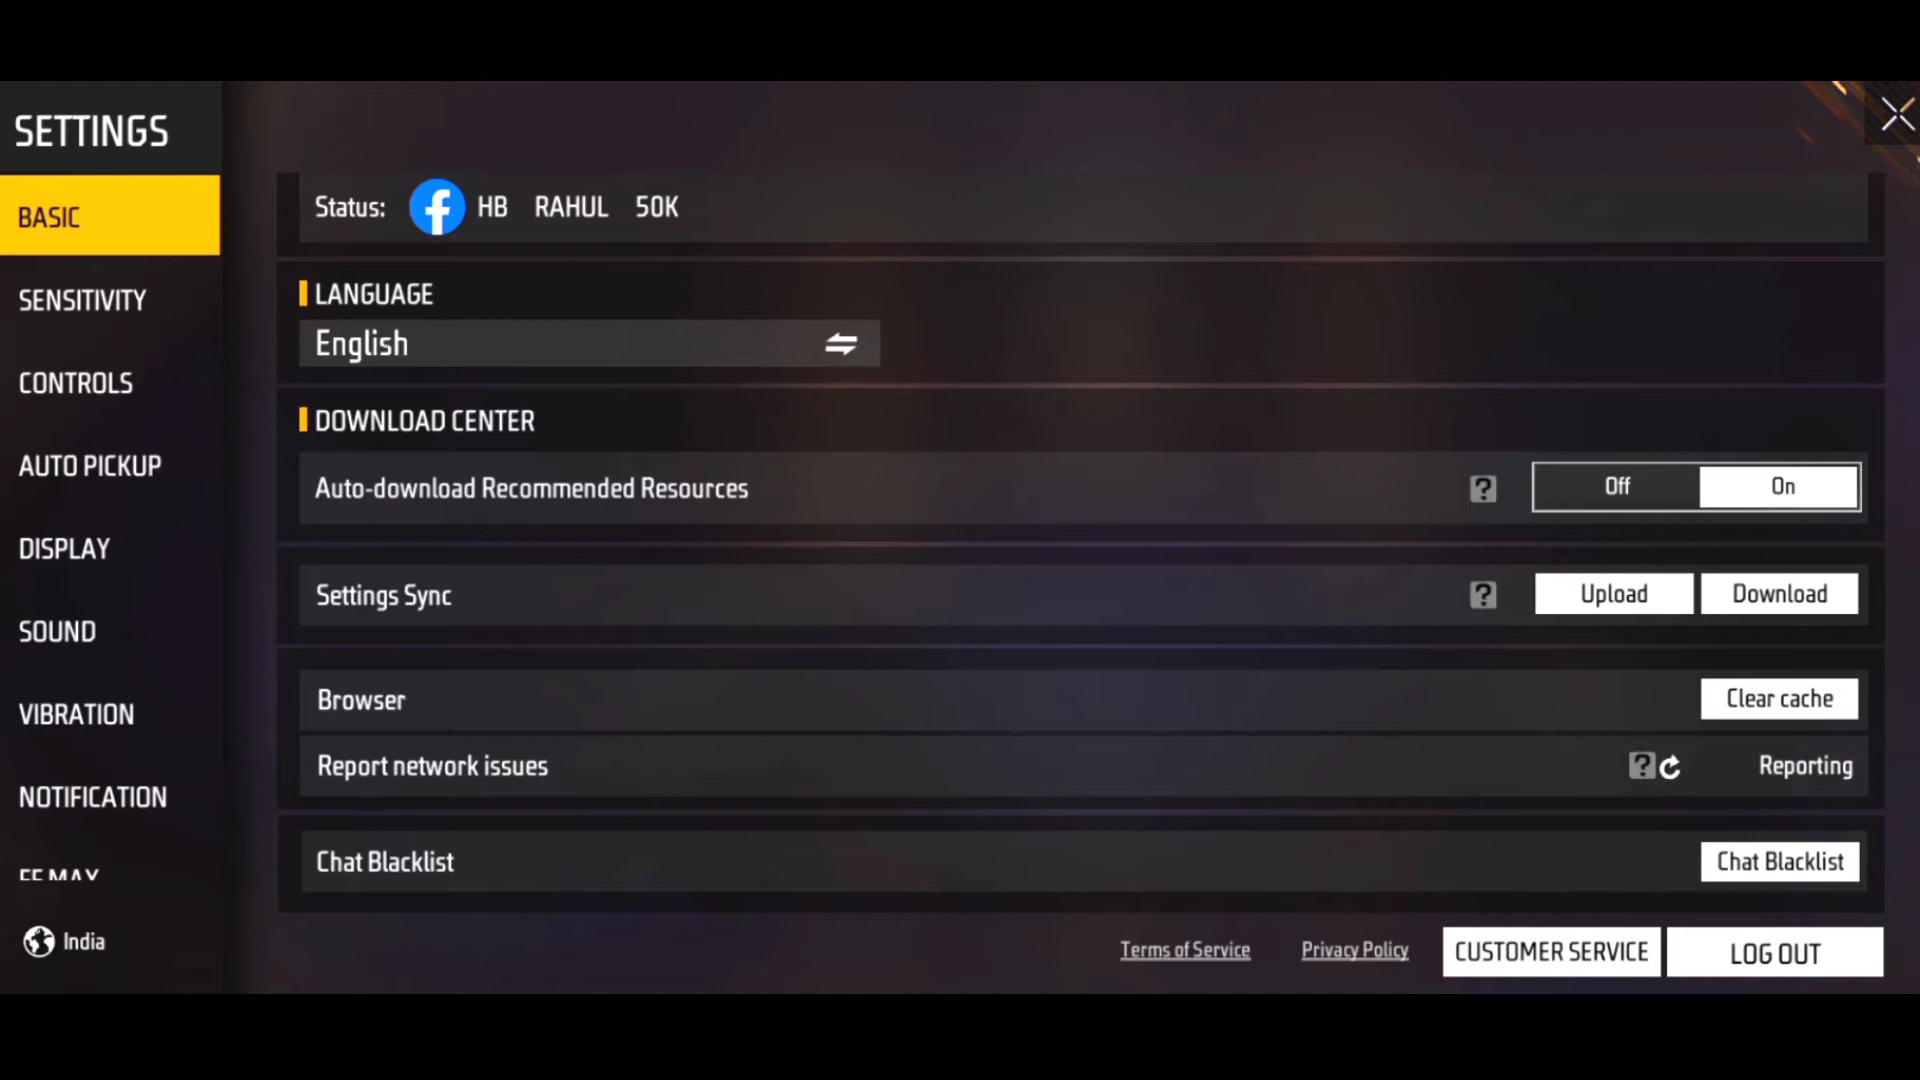 SETTINGS
BASIC
SENSITIVITY
CONTROLS
AUTO PICKUP
DISPLAY
SOUND
VIBRATION
NOTIFICATION
FF MAX
India
Status: HB RAHUL 50K
LANGUAGE
English
DOWNLOAD CENTER
Auto-download Recommended Resources ? Off On
Settings Sync ? Upload Download
Browser Clear cache
Report network issues ? Reporting
Chat Blacklist Chat Blacklist
Terms of Service Privacy Policy CUSTOMER SERVICE LOG OUT